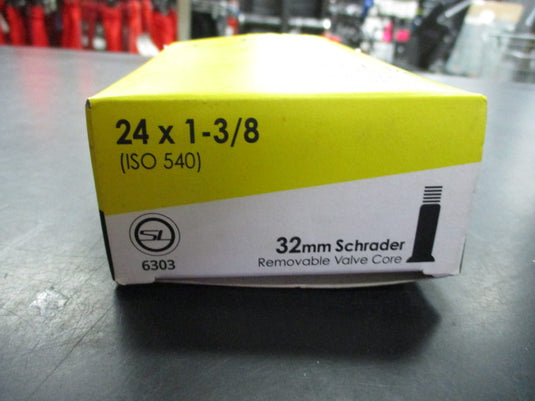 24 x 1-3/8
(ISO 540)
SL
6303
32mm Schrader
Removable Valve Core